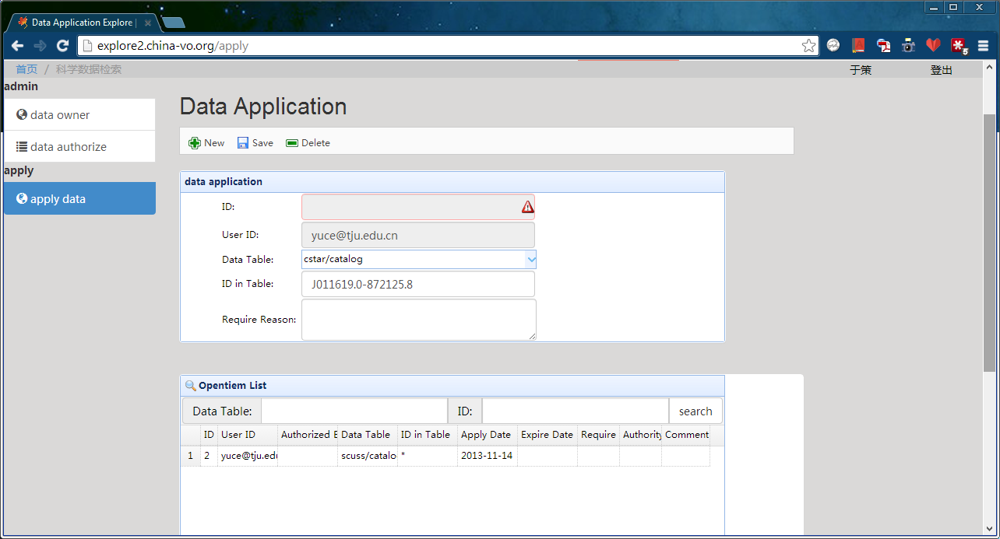 Data Application Explore |
explore2.china-vo.org/apply
5
首页 / 科学数据检索
于策 登出
admin
data owner
data authorize
apply
apply data
Data Application
New Save Delete
data application
ID:
User ID: yuce@tju.edu.cn
Data Table: cstar/catalog
ID in Table: J011619.0-872125.8
Require Reason:
Opentiem List
Data Table: ID: search
ID User ID Authorized E Data Table ID in Table Apply Date Expire Date Require Authority Comment
1 2 yuce@tju.edu scuss/catalo * 2013-11-14